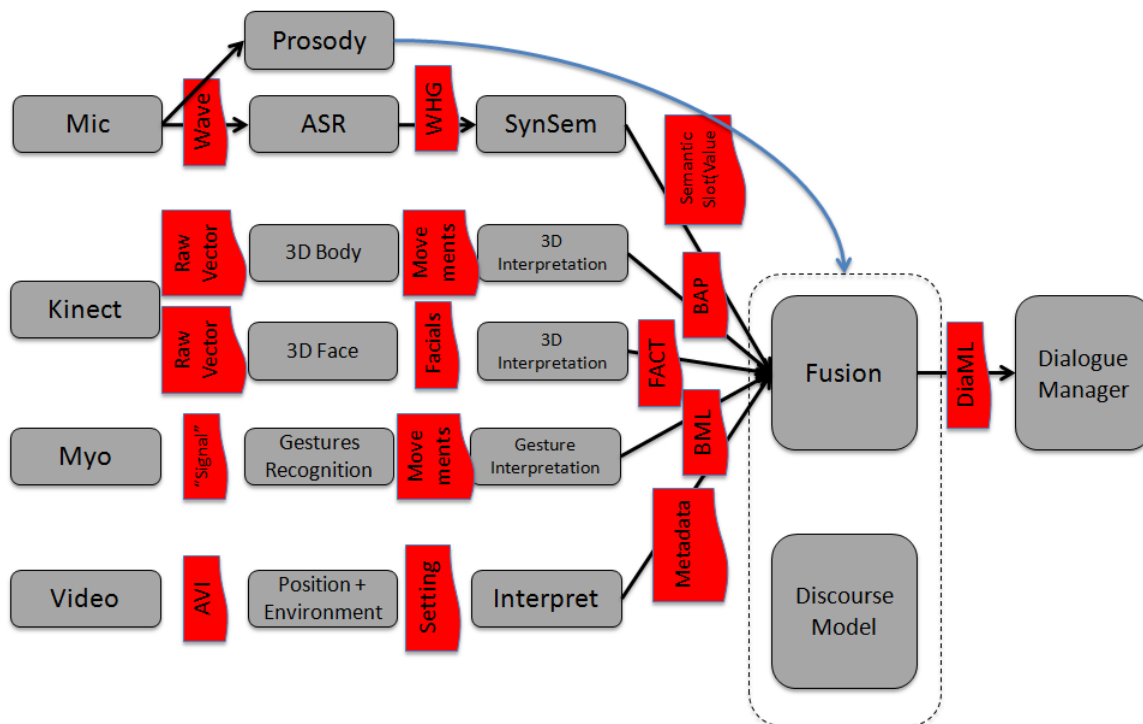 Prosody
Mic
Wave
ASR
WHG
SynSem
Semantic
Slot(Value
Raw
Vector
3D Body
Move
ments
3D
Interpretation
BAP
Kinect
Raw
Vector
3D Face
Facials
3D
Interpretation
FACT
Fusion
DiaML
Dialogue
Manager
Myo
“Signal”
Gestures
Recognition
Move
ments
Gesture
Interpretation
BML
Video
AVI
Position +
Environment
Setting
Interpret
Metadata
Discourse
Model